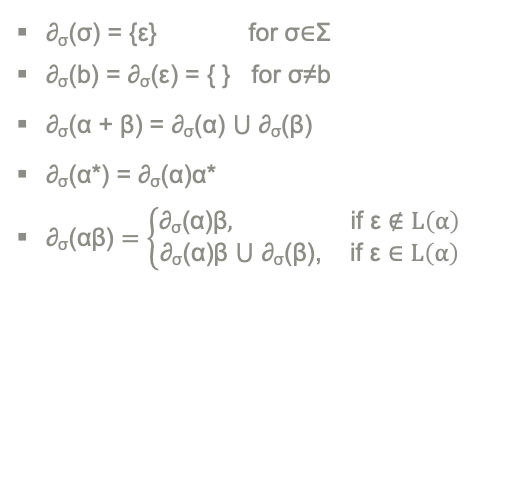 ▪ ∂σ(σ) = {ε} for σ∈Σ
▪ ∂σ(b) = ∂σ(ε) = { } for σ≠b
▪ ∂σ(α + β) = ∂σ(α) U ∂σ(β)
▪ ∂σ(α*) = ∂σ(α)α*
▪ ∂σ(αβ) = {∂σ(α)β, if ε ∉ L(α)
∂σ(α)β U ∂σ(β), if ε ∈ L(α)